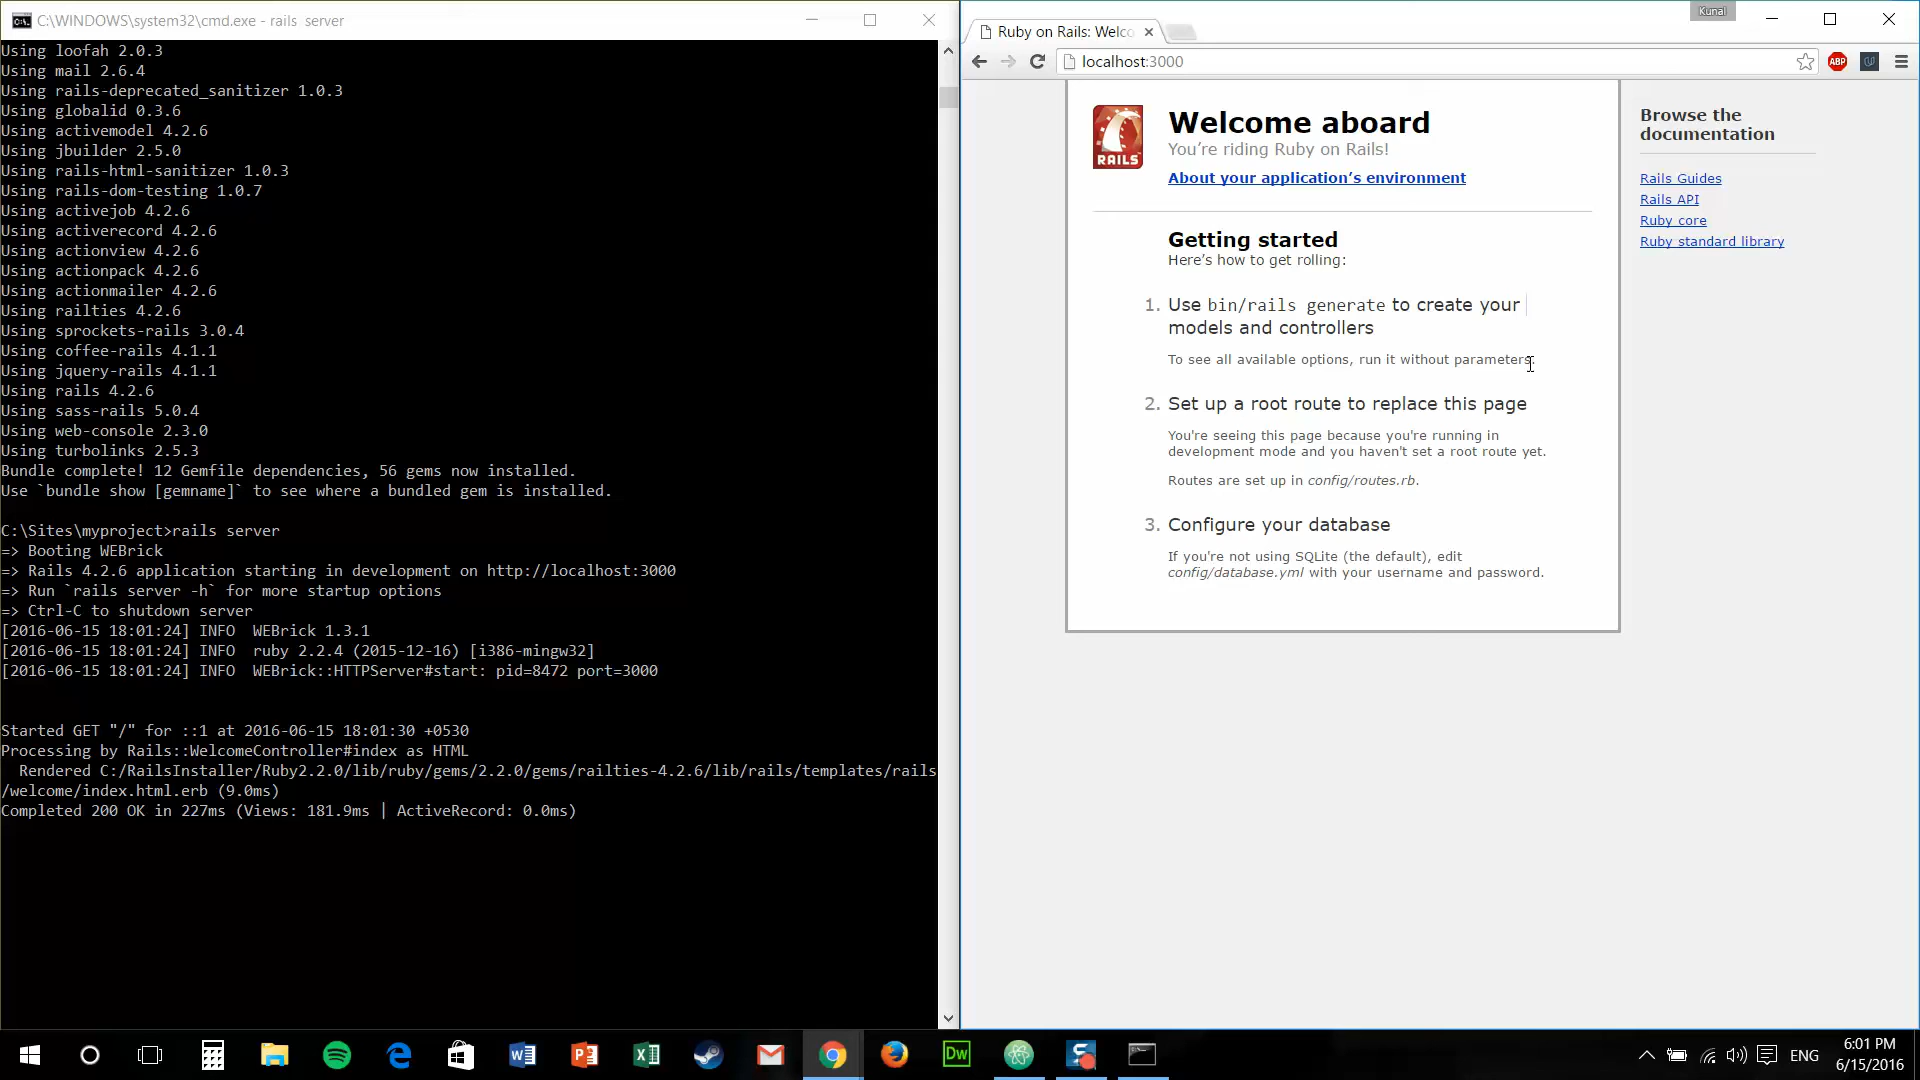 C:\WINDOWS\system32\cmd.exe - rails  server
Using loofah 2.0.3
Using mail 2.6.4
Using rails-deprecated_sanitizer 1.0.3
Using globalid 0.3.6
Using activemodel 4.2.6
Using jbuilder 2.5.0
Using rails-html-sanitizer 1.0.3
Using rails-dom-testing 1.0.7
Using activejob 4.2.6
Using activerecord 4.2.6
Using actionview 4.2.6
Using actionpack 4.2.6
Using actionmailer 4.2.6
Using railties 4.2.6
Using sprockets-rails 3.0.4
Using coffee-rails 4.1.1
Using jquery-rails 4.1.1
Using rails 4.2.6
Using sass-rails 5.0.4
Using web-console 2.3.0
Using turbolinks 2.5.3
Bundle complete! 12 Gemfile dependencies, 56 gems now installed.
Use `bundle show [gemname]` to see where a bundled gem is installed.
C:\Sites\myproject>rails server
=> Booting WEBrick
=> Rails 4.2.6 application starting in development on http://localhost:3000
=> Run `rails server -h` for more startup options
=> Ctrl-C to shutdown server
[2016-06-15 18:01:24] INFO  WEBrick 1.3.1
[2016-06-15 18:01:24] INFO  ruby 2.2.4 (2015-12-16) [i386-mingw32]
[2016-06-15 18:01:24] INFO  WEBrick::HTTPServer#start: pid=8472 port=3000
Started GET "/" for ::1 at 2016-06-15 18:01:30 +0530
Processing by Rails::WelcomeController#index as HTML
  Rendered C:/RailsInstaller/Ruby2.2.0/lib/ruby/gems/2.2.0/gems/railties-4.2.6/lib/rails/templates/rails
/welcome/index.html.erb (9.0ms)
Completed 200 OK in 227ms (Views: 181.9ms | ActiveRecord: 0.0ms)
Kunal
Ruby on Rails: Welco
localhost:3000
ABP
RAILS
Welcome aboard
You're riding Ruby on Rails!
About your application's environment
Getting started
Here's how to get rolling:
1. Use bin/rails generate to create your
models and controllers
To see all available options, run it without parameters.
2. Set up a root route to replace this page
You're seeing this page because you're running in
development mode and you haven't set a root route yet.
Routes are set up in config/routes.rb.
3. Configure your database
If you're not using SQLite (the default), edit
config/database.yml with your username and password.
Browse the
documentation
Rails Guides
Rails API
Ruby core
Ruby standard library
Dw
ENG
6:01 PM
6/15/2016